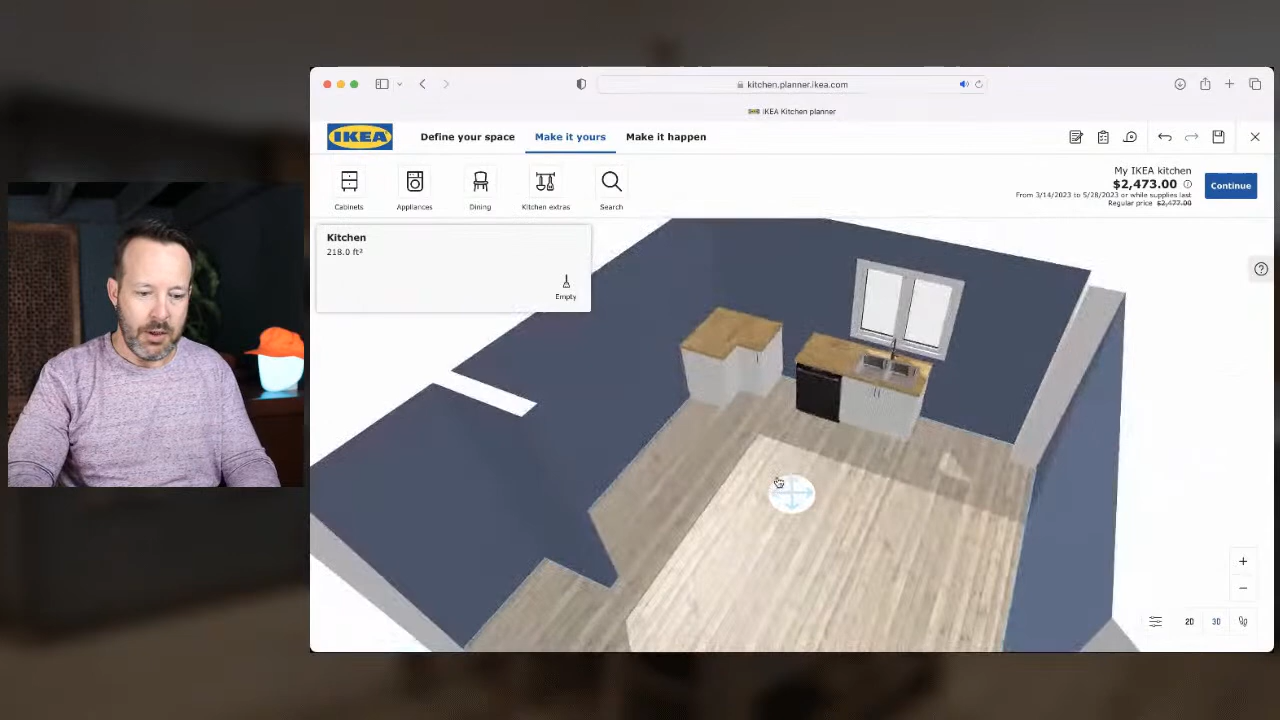 kitchen.planner.ikea.com
IKEA Kitchen planner
IKEA
Define your space
Make it yours
Make it happen
Cabinets
Appliances
Dining
Kitchen extras
Search
My IKEA kitchen
$2,473.00
Continue
From 3/14/2023 to 5/28/2023 or while supplies last
Regular price $2,477.00
Kitchen
218.0 ft²
Empty
2D
3D